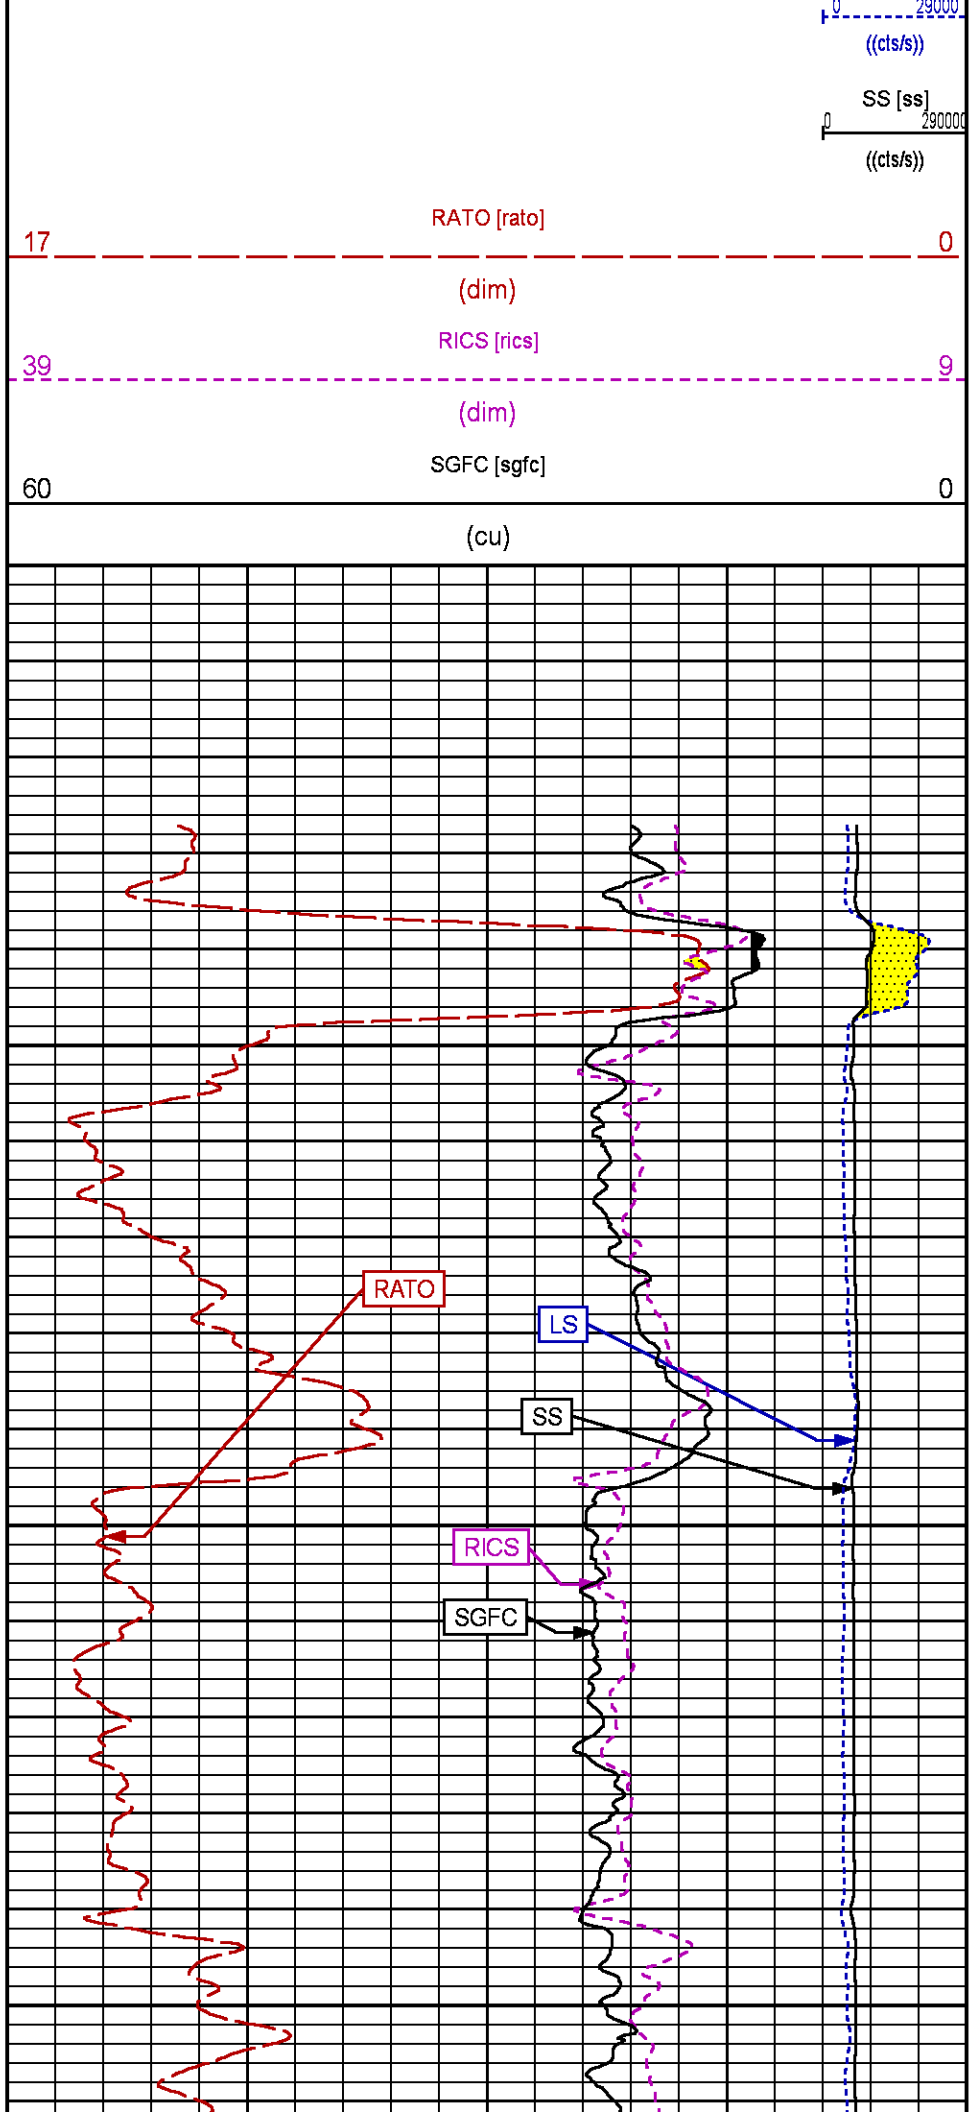 0 29000
((cts/s))
SS [ss]
0 290000
((cts/s))
RATO [rato]
17 0
(dim)
RICS [rics]
39 9
(dim)
SGFC [sgfc]
60 0
(cu)
RATO
LS
SS
RICS
SGFC